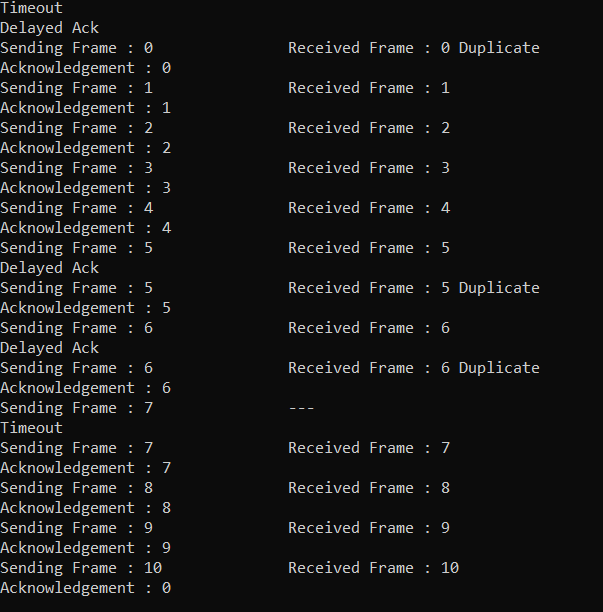 Timeout
Delayed Ack
Sending Frame : 0 Received Frame : 0 Duplicate
Acknowledgement : 0
Sending Frame : 1 Received Frame : 1
Acknowledgement : 1
Sending Frame : 2 Received Frame : 2
Acknowledgement : 2
Sending Frame : 3 Received Frame : 3
Acknowledgement : 3
Sending Frame : 4 Received Frame : 4
Acknowledgement : 4
Sending Frame : 5 Received Frame : 5
Delayed Ack
Sending Frame : 5 Received Frame : 5 Duplicate
Acknowledgement : 5
Sending Frame : 6 Received Frame : 6
Delayed Ack
Sending Frame : 6 Received Frame : 6 Duplicate
Acknowledgement : 6
Sending Frame : 7 ---
Timeout
Sending Frame : 7 Received Frame : 7
Acknowledgement : 7
Sending Frame : 8 Received Frame : 8
Acknowledgement : 8
Sending Frame : 9 Received Frame : 9
Acknowledgement : 9
Sending Frame : 10 Received Frame : 10
Acknowledgement : 0